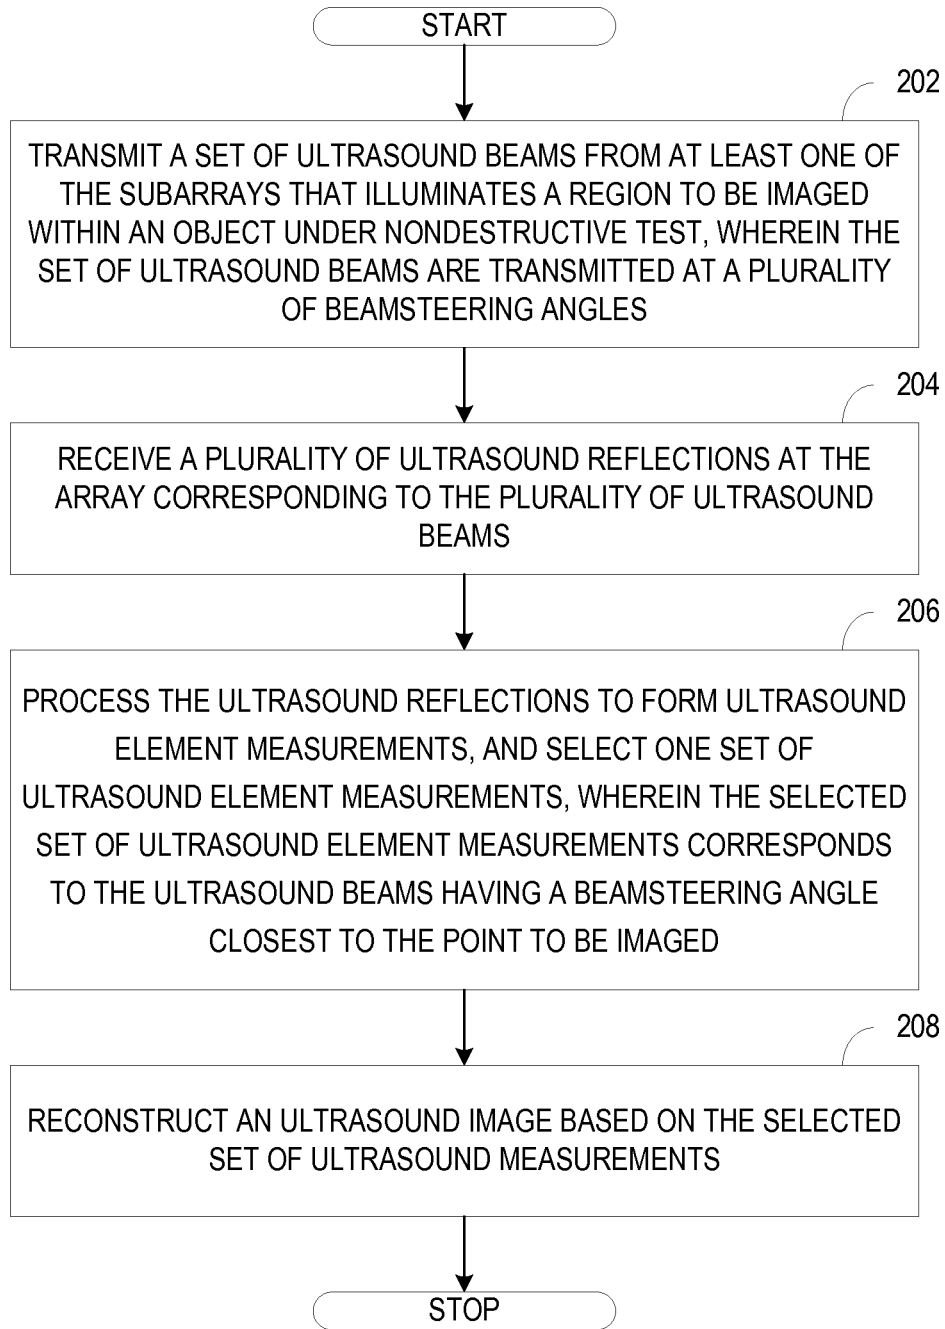 START
202
TRANSMIT A SET OF ULTRASOUND BEAMS FROM AT LEAST ONE OF
THE SUBARRAYS THAT ILLUMINATES A REGION TO BE IMAGED
WITHIN AN OBJECT UNDER NONDESTRUCTIVE TEST, WHEREIN THE
SET OF ULTRASOUND BEAMS ARE TRANSMITTED AT A PLURALITY
OF BEAMSTEERING ANGLES
204
RECEIVE A PLURALITY OF ULTRASOUND REFLECTIONS AT THE
ARRAY CORRESPONDING TO THE PLURALITY OF ULTRASOUND
BEAMS
206
PROCESS THE ULTRASOUND REFLECTIONS TO FORM ULTRASOUND
ELEMENT MEASUREMENTS, AND SELECT ONE SET OF
ULTRASOUND ELEMENT MEASUREMENTS, WHEREIN THE SELECTED
SET OF ULTRASOUND ELEMENT MEASUREMENTS CORRESPONDS
TO THE ULTRASOUND BEAMS HAVING A BEAMSTEERING ANGLE
CLOSEST TO THE POINT TO BE IMAGED
208
RECONSTRUCT AN ULTRASOUND IMAGE BASED ON THE SELECTED
SET OF ULTRASOUND MEASUREMENTS
STOP